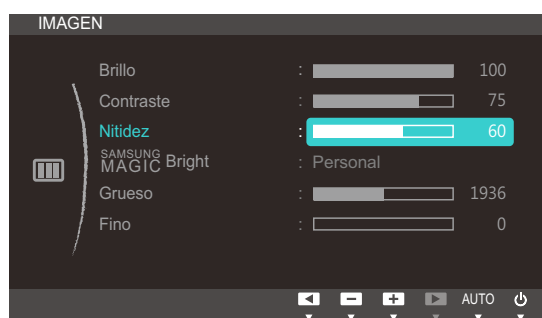 IMAGEN
Brillo : 100
Contraste : 75
Nitidez : 60
SAMSUNG MAGIC Bright : Personal
Grueso : 1936
Fino : 0
AUTO